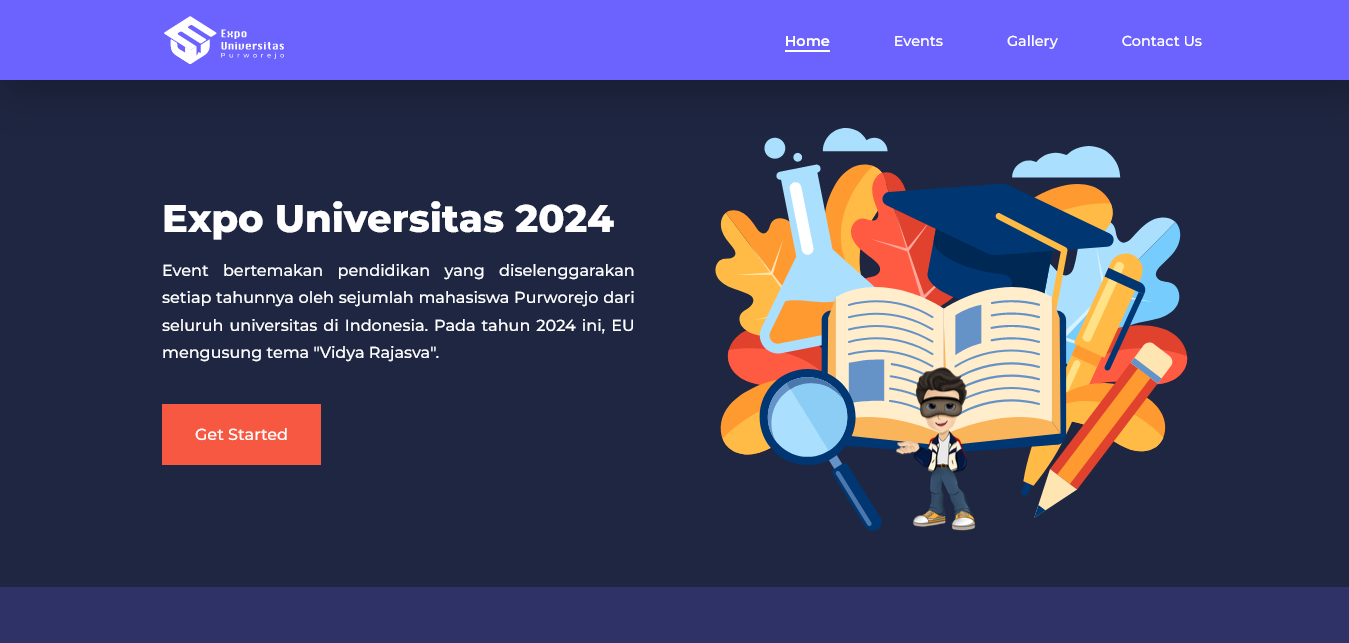 Expo
Universitas
Purworejo
Home
Events
Gallery
Contact Us
Expo Universitas 2024
Event bertemakan pendidikan yang diselenggarakan
setiap tahunnya oleh sejumlah mahasiswa Purworejo dari
seluruh universitas di Indonesia. Pada tahun 2024 ini, EU
mengusung tema "Vidya Rajasva".
Get Started